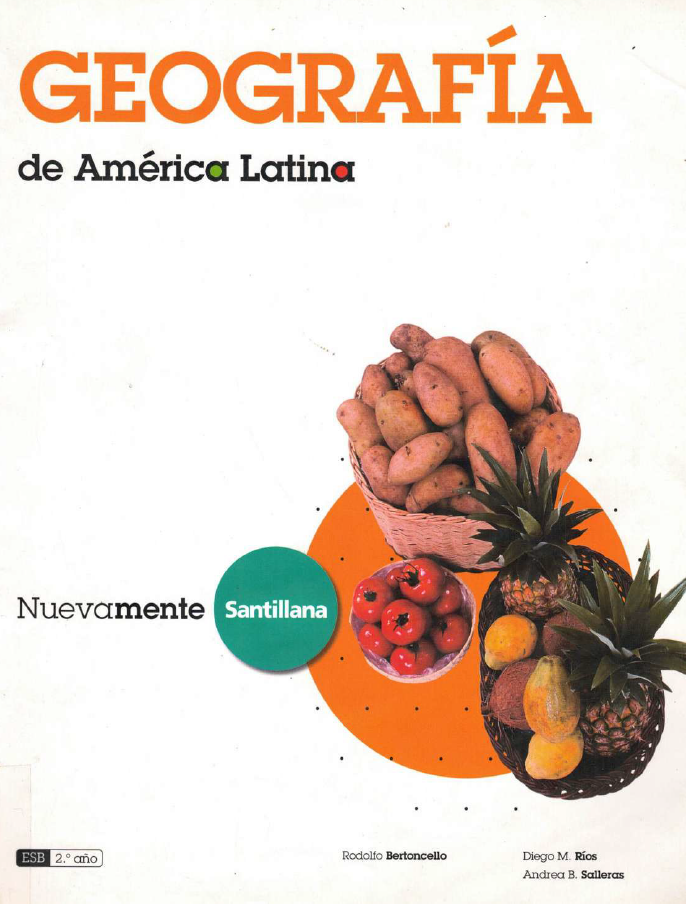 GEOGRAFÍA
de América Latina
Nuevamente Santillana
ESB 2.º año
Rodolfo Bertoncello
Diego M. Ríos
Andrea B. Salleras